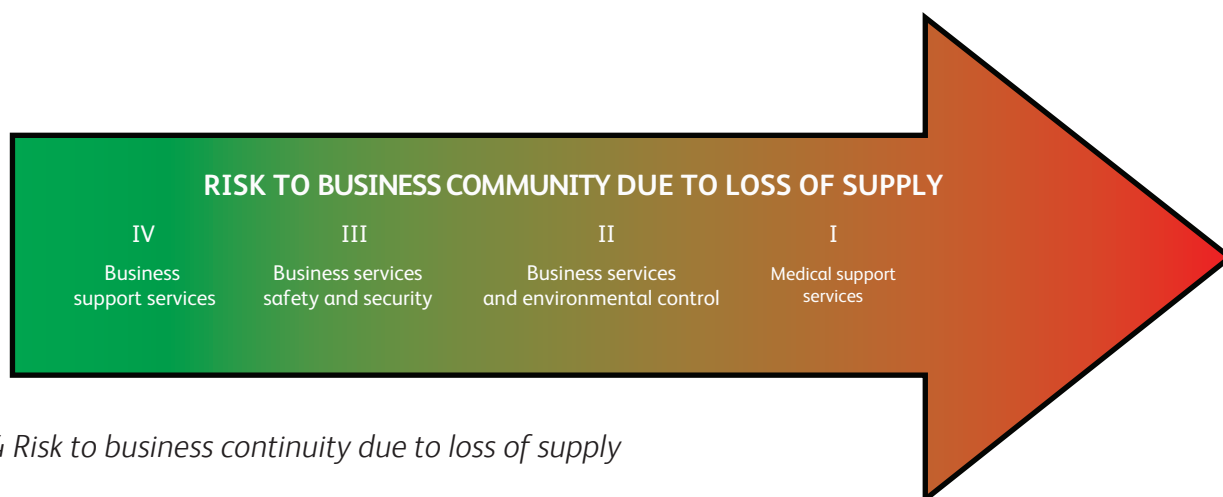 RISK TO BUSINESS COMMUNITY DUE TO LOSS OF SUPPLY
IV
Business
support services
III
Business services
safety and security
II
Business services
and environmental control
I
Medical support
services
Risk to business continuity due to loss of supply